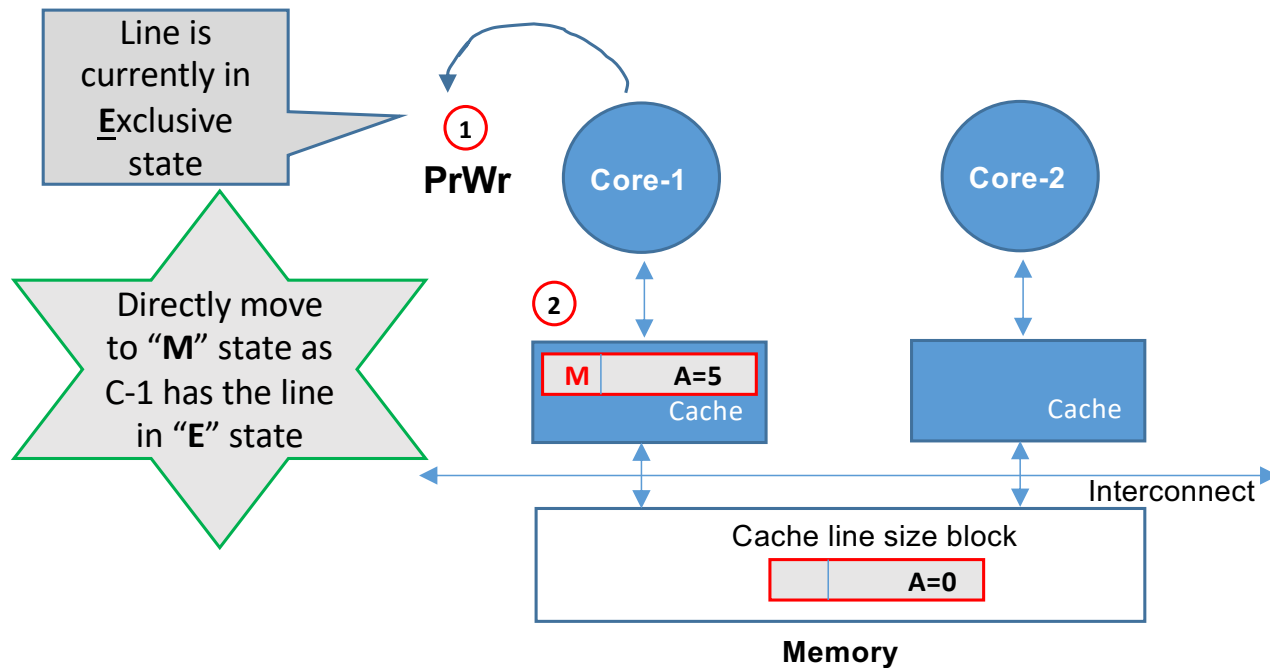 Line is
currently in
Exclusive
state
1
PrWr
Core-1
Core-2
Directly move
to “M” state as
C-1 has the line
in “E” state
2
M A=5
Cache
Cache
Interconnect
Cache line size block
A=0
Memory